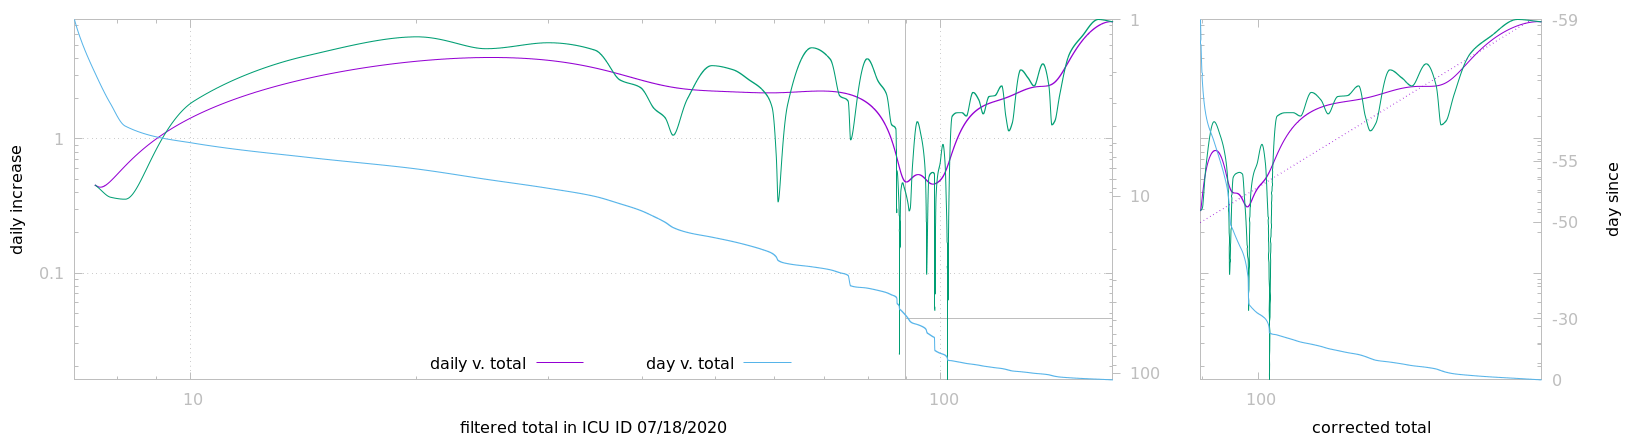 1
-59
1
-55
10
-50
0.1
-30
daily v. total
day v. total
100
0
10
100
100
daily increase
day since
filtered total in ICU ID 07/18/2020
corrected total